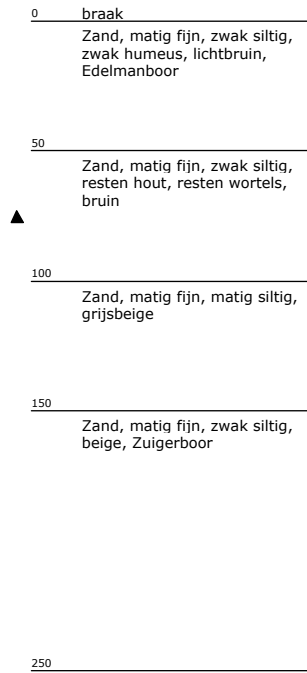 0 braak
Zand, matig fijn, zwak siltig,
zwak humeus, lichtbruin,
Edelmanboor
50
Zand, matig fijn, zwak siltig,
resten hout, resten wortels,
bruin
100
Zand, matig fijn, matig siltig,
grijsbeige
150
Zand, matig fijn, zwak siltig,
beige, Zuigerboor
250